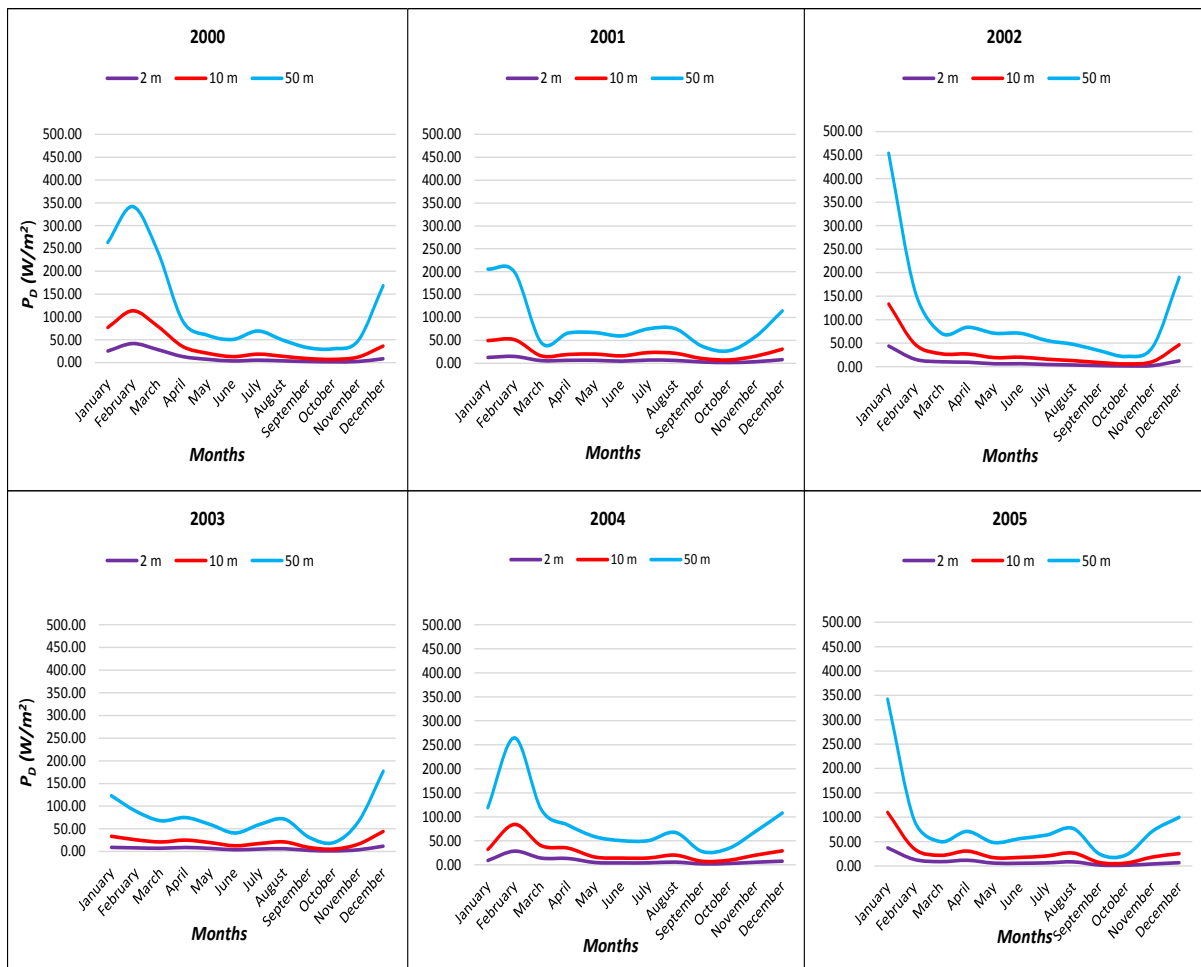 2000
2 m 10 m 50 m
P_D (W/m²)
500.00
450.00
400.00
350.00
300.00
250.00
200.00
150.00
100.00
50.00
0.00
January
February
March
April
May
June
July
August
September
October
November
December
Months
2001
2 m 10 m 50 m
500.00
450.00
400.00
350.00
300.00
250.00
200.00
150.00
100.00
50.00
0.00
January
February
March
April
May
June
July
August
September
October
November
December
Months
2002
2 m 10 m 50 m
500.00
450.00
400.00
350.00
300.00
250.00
200.00
150.00
100.00
50.00
0.00
January
February
March
April
May
June
July
August
September
October
November
December
Months
2003
2 m 10 m 50 m
P_D (W/m²)
500.00
450.00
400.00
350.00
300.00
250.00
200.00
150.00
100.00
50.00
0.00
January
February
March
April
May
June
July
August
September
October
November
December
Months
2004
2 m 10 m 50 m
500.00
450.00
400.00
350.00
300.00
250.00
200.00
150.00
100.00
50.00
0.00
January
February
March
April
May
June
July
August
September
October
November
December
Months
2005
2 m 10 m 50 m
500.00
450.00
400.00
350.00
300.00
250.00
200.00
150.00
100.00
50.00
0.00
January
February
March
April
May
June
July
August
September
October
November
December
Months